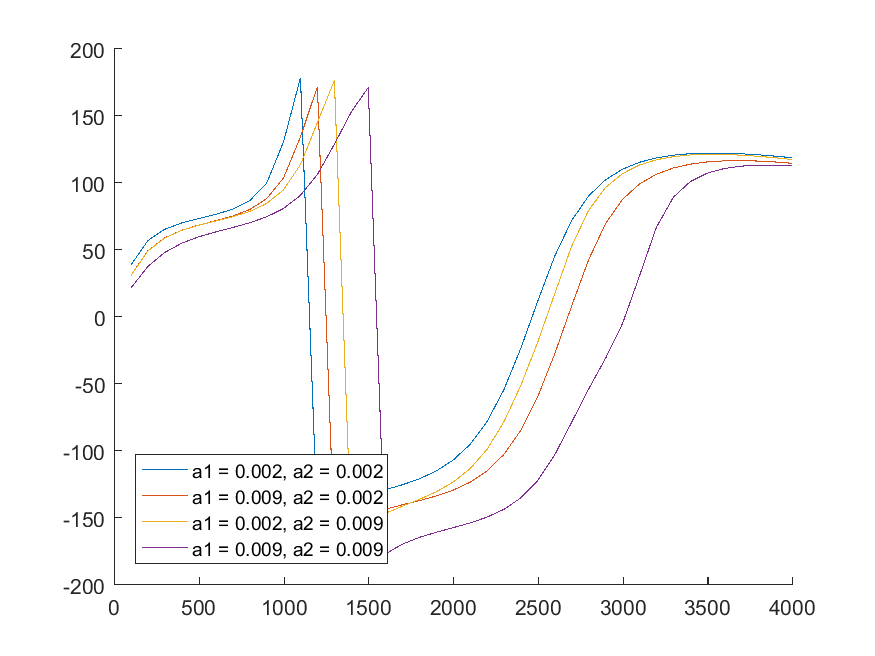 200
150
100
50
0
-50
-100
-150
-200
a1 = 0.002, a2 = 0.002
a1 = 0.009, a2 = 0.002
a1 = 0.002, a2 = 0.009
a1 = 0.009, a2 = 0.009
0 500 1000 1500 2000 2500 3000 3500 4000